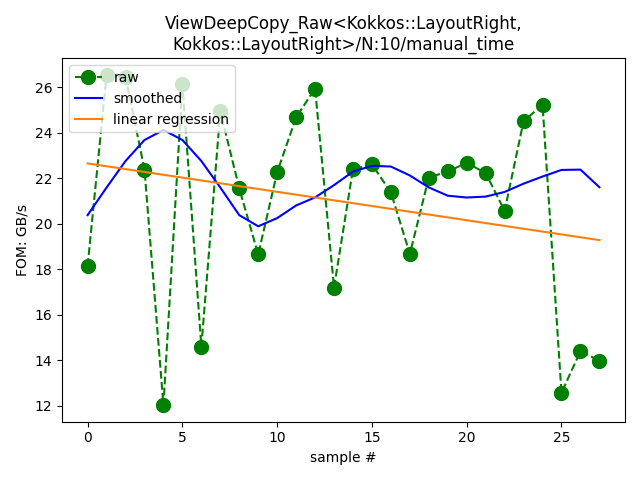 ViewDeepCopy_Raw<Kokkos::LayoutRight,
Kokkos::LayoutRight>/N:10/manual_time
raw
smoothed
linear regression
FOM: GB/s
26
24
22
20
18
16
14
12
0
5
10
15
20
25
sample #